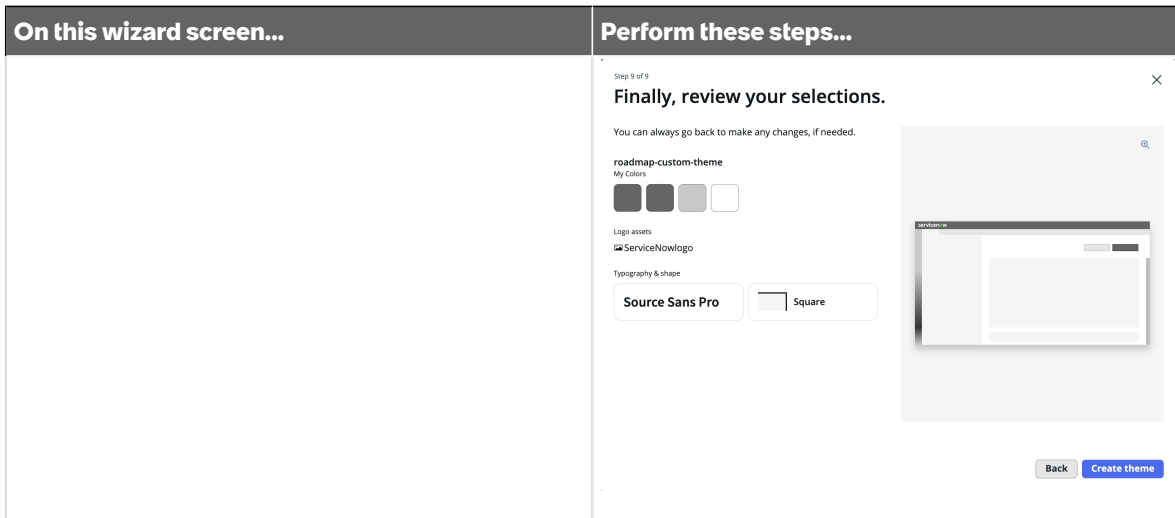 On this wizard screen...
Perform these steps...
Step 9 of 9
Finally, review your selections.
You can always go back to make any changes, if needed.
roadmap-custom-theme
My Colors
Logo assets
ServiceNowlogo
Typography & shape
Source Sans Pro
Square
servicenow
Back
Create theme